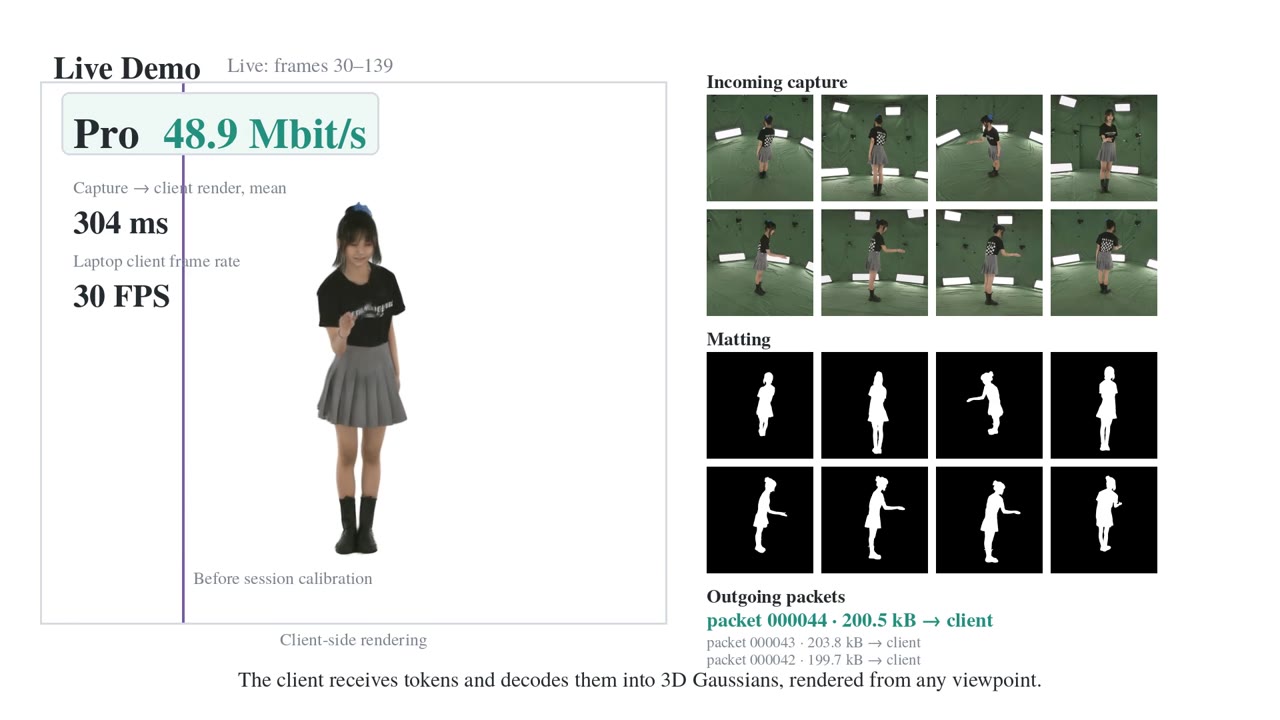 Live Demo
Live: frames 30–139
Pro 48.9 Mbit/s
Capture → client render, mean
304 ms
Laptop client frame rate
30 FPS
Before session calibration
Client-side rendering
Incoming capture
Matting
Outgoing packets
packet 000044 · 200.5 kB → client
packet 000043 · 203.8 kB → client
packet 000042 · 199.7 kB → client
The client receives tokens and decodes them into 3D Gaussians, rendered from any viewpoint.